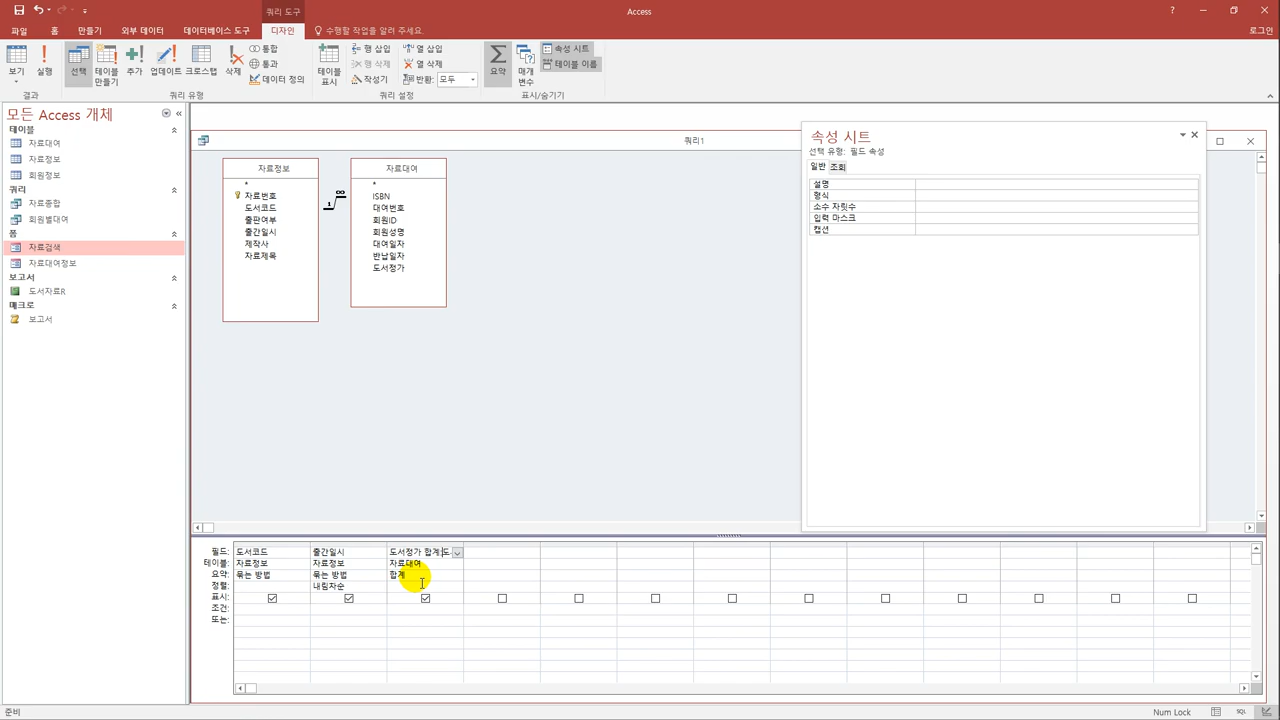 쿼리 도구
Access
로그인
파일 홈 만들기 외부 데이터 데이터베이스 도구 디자인 수행할 작업을 알려 주세요.
보기 실행 선택 테이블 만들기 추가 업데이트 크로스탭 삭제
통합
통과
데이터 정의
테이블 표시
행 삽입
행 삭제
작성기
열 삽입
열 삭제
반환: 모두
요약
매개 변수
속성 시트
테이블 이름
결과 쿼리 유형 쿼리 설정 표시/숨기기
모든 Access 개체
테이블
자료대여
자료정보
회원정보
쿼리
자료종합
회원별대여
폼
자료검색
자료대여정보
보고서
도서자료R
매크로
보고서
쿼리1
자료정보
*
자료번호
도서코드
출판여부
출간일시
제작사
자료제목
1 ∞
자료대여
*
ISBN
대여번호
회원ID
회원성명
대여일자
반납일자
도서정가
속성 시트
선택 유형: 필드 속성
일반 조회
설명
형식
소수 자릿수
입력 마스크
캡션
필드: 도서코드 출간일시 도서정가 합계:도
테이블: 자료정보 자료정보 자료대여
요약: 묶는 방법 묶는 방법 합계
정렬: 내림차순
표시:
조건:
또는:
준비
Num Lock
SQL